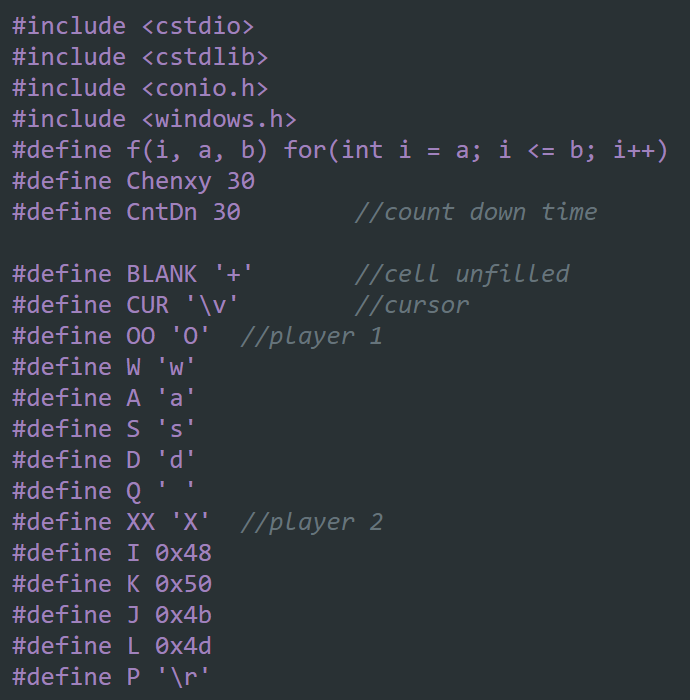 #include <cstdio>
#include <cstdlib>
#include <conio.h>
#include <windows.h>
#define f(i, a, b) for(int i = a; i <= b; i++)
#define Chenxy 30
#define CntDn 30        //count down time
#define BLANK '+'       //cell unfilled
#define CUR '\v'        //cursor
#define OO 'O'  //player 1
#define W 'w'
#define A 'a'
#define S 's'
#define D 'd'
#define Q ' '
#define XX 'X'  //player 2
#define I 0x48
#define K 0x50
#define J 0x4b
#define L 0x4d
#define P '\r'